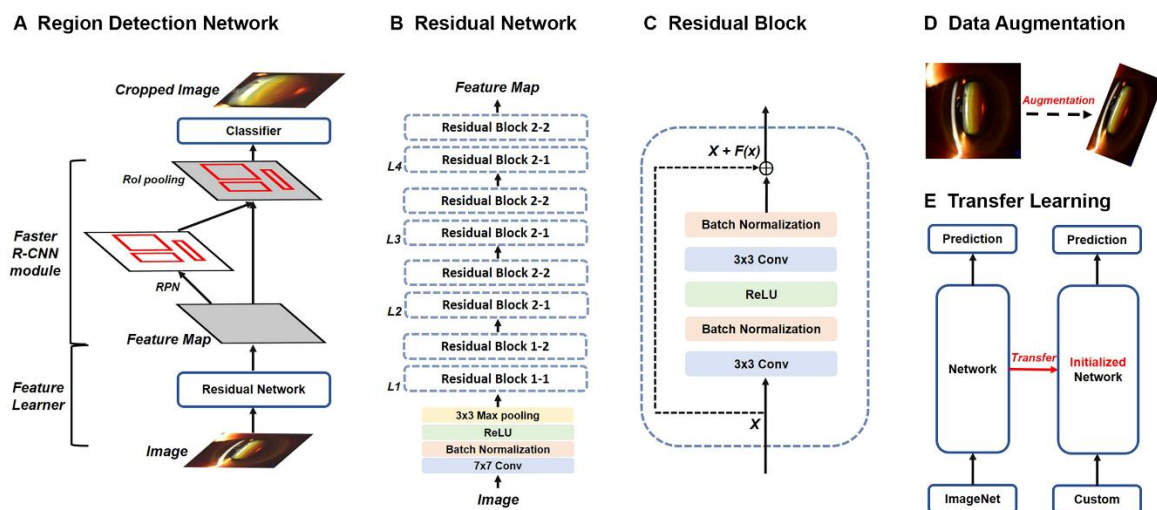 A Region Detection Network
Cropped Image
Classifier
RoI pooling
Faster
R-CNN
module
RPN
Feature Map
Feature
Learner
Residual Network
Image
B Residual Network
Feature Map
Residual Block 2-2
L4
Residual Block 2-1
Residual Block 2-2
L3
Residual Block 2-1
Residual Block 2-2
L2
Residual Block 2-1
Residual Block 1-2
L1
Residual Block 1-1
3x3 Max pooling
ReLU
Batch Normalization
7x7 Conv
Image
C Residual Block
X + F(x)
Batch Normalization
3x3 Conv
ReLU
Batch Normalization
3x3 Conv
X
D Data Augmentation
Augmentation
E Transfer Learning
Prediction
Prediction
Network
Transfer
Initialized
Network
ImageNet
Custom